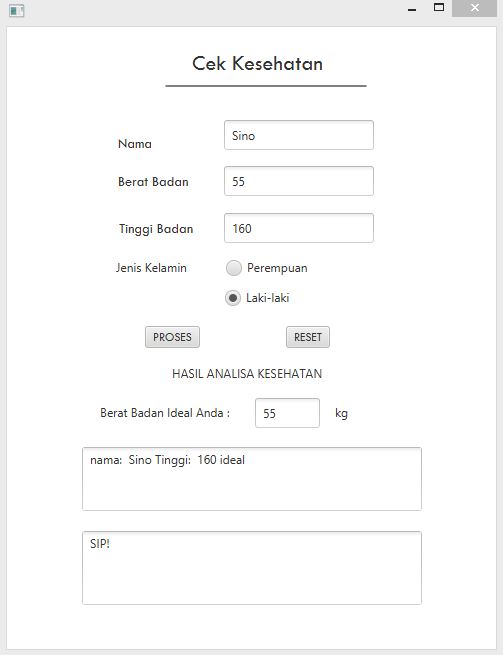 Cek Kesehatan
Nama Sino
Berat Badan 55
Tinggi Badan 160
Jenis Kelamin Perempuan
Laki-laki
PROSES RESET
HASIL ANALISA KESEHATAN
Berat Badan Ideal Anda : 55 kg
nama: Sino Tinggi: 160 ideal
SIP!